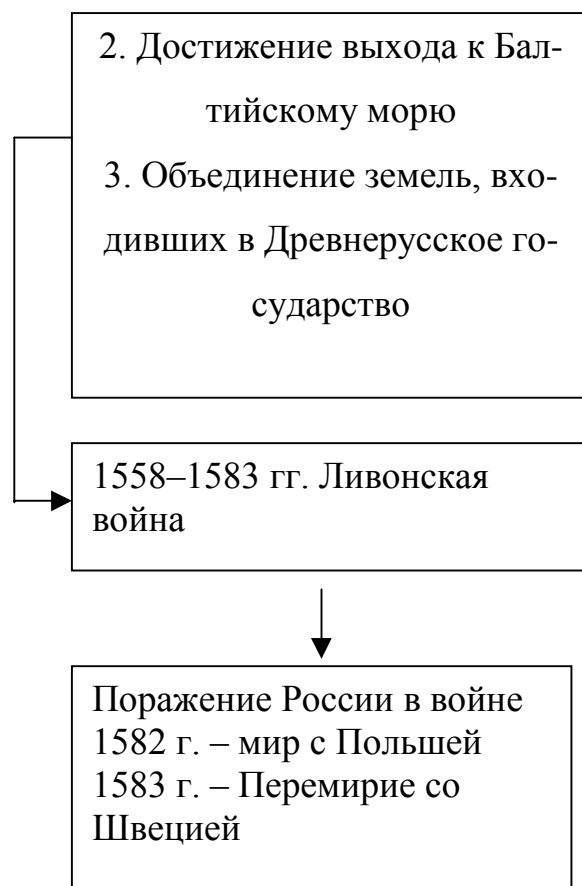 2. Достижение выхода к Бал-
тийскому морю
3. Объединение земель, вхо-
дивших в Древнерусское го-
сударство
1558–1583 гг. Ливонская
война
Поражение России в войне
1582 г. – мир с Польшей
1583 г. – Перемирие со
Швецией